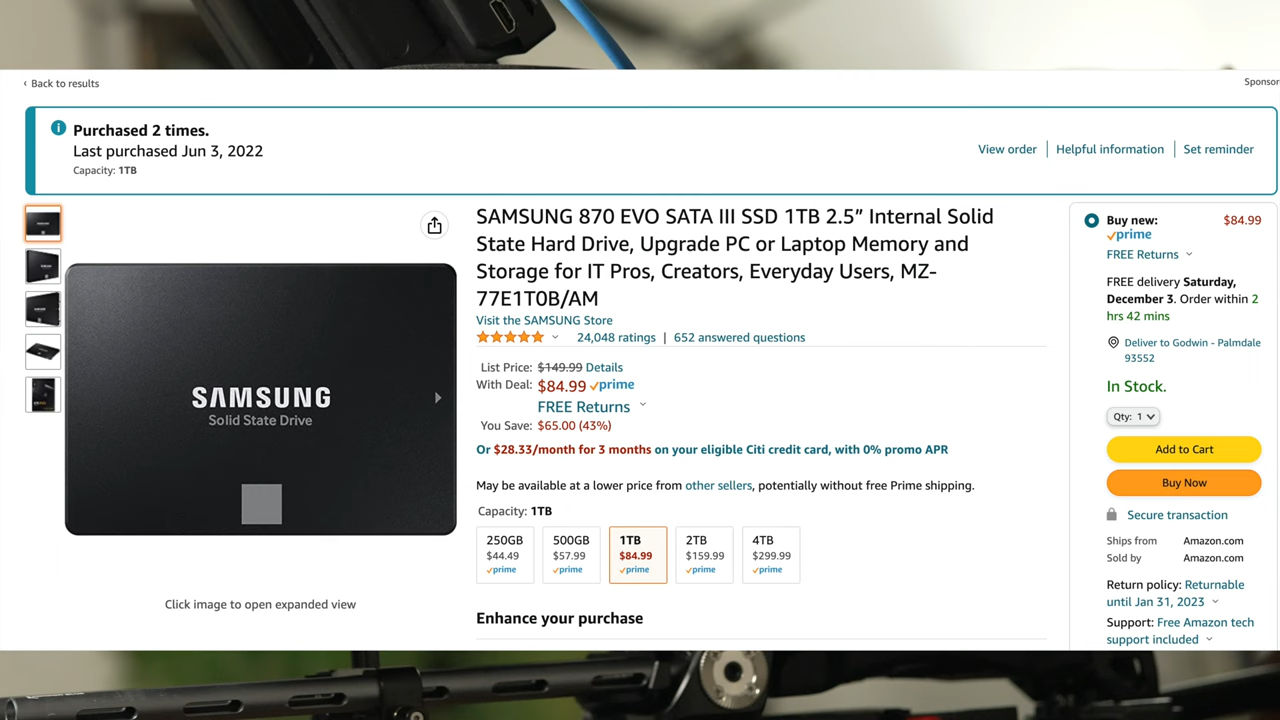 ‹ Back to results
Sponsor
Purchased 2 times.
Last purchased Jun 3, 2022
Capacity: 1TB
View order
Helpful information
Set reminder
SAMSUNG
Solid State Drive
Click image to open expanded view
SAMSUNG 870 EVO SATA III SSD 1TB 2.5” Internal Solid
State Hard Drive, Upgrade PC or Laptop Memory and
Storage for IT Pros, Creators, Everyday Users, MZ-
77E1T0B/AM
Visit the SAMSUNG Store
24,048 ratings | 652 answered questions
List Price: $149.99 Details
With Deal: $84.99 prime
FREE Returns
You Save: $65.00 (43%)
Or $28.33/month for 3 months on your eligible Citi credit card, with 0% promo APR
May be available at a lower price from other sellers, potentially without free Prime shipping.
Capacity: 1TB
250GB
$44.49
prime
500GB
$57.99
prime
1TB
$84.99
prime
2TB
$159.99
prime
4TB
$299.99
prime
Enhance your purchase
Buy new: $84.99
prime
FREE Returns
FREE delivery Saturday,
December 3. Order within 2
hrs 42 mins
Deliver to Godwin - Palmdale
93552
In Stock.
Qty: 1
Add to Cart
Buy Now
Secure transaction
Ships from Amazon.com
Sold by Amazon.com
Return policy: Returnable
until Jan 31, 2023
Support: Free Amazon tech
support included